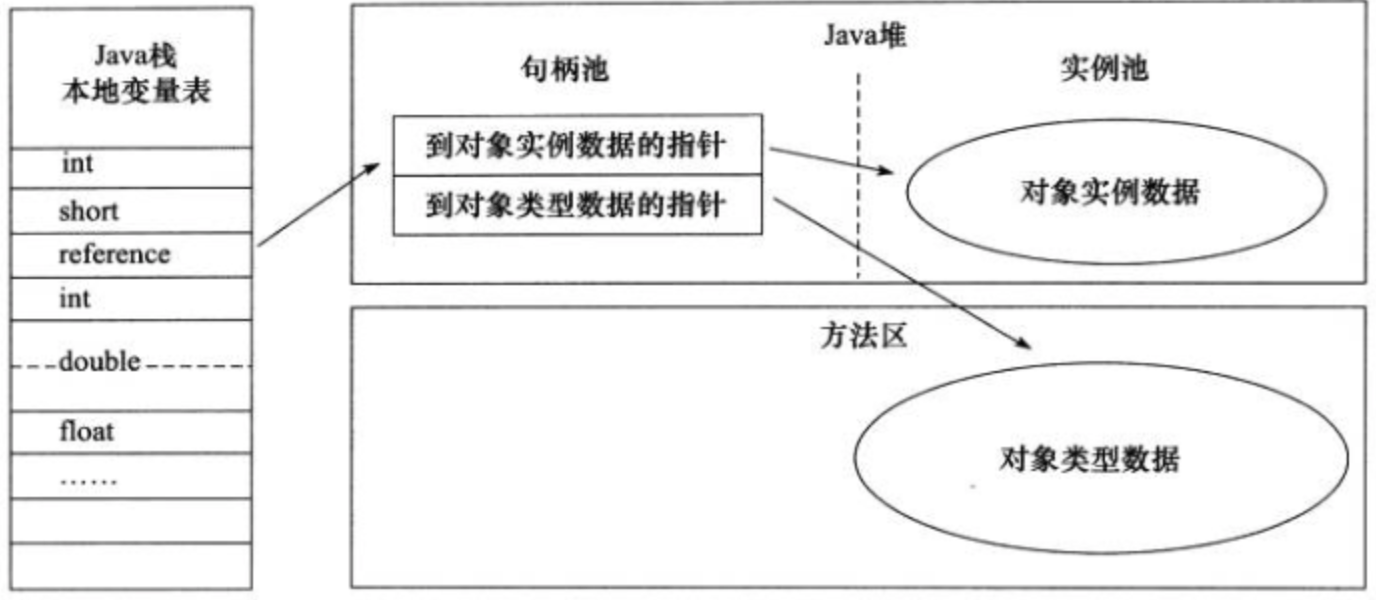 Java栈
本地变量表
int
short
reference
int
double
float
……
Java堆
句柄池
实例池
到对象实例数据的指针
到对象类型数据的指针
对象实例数据
方法区
对象类型数据